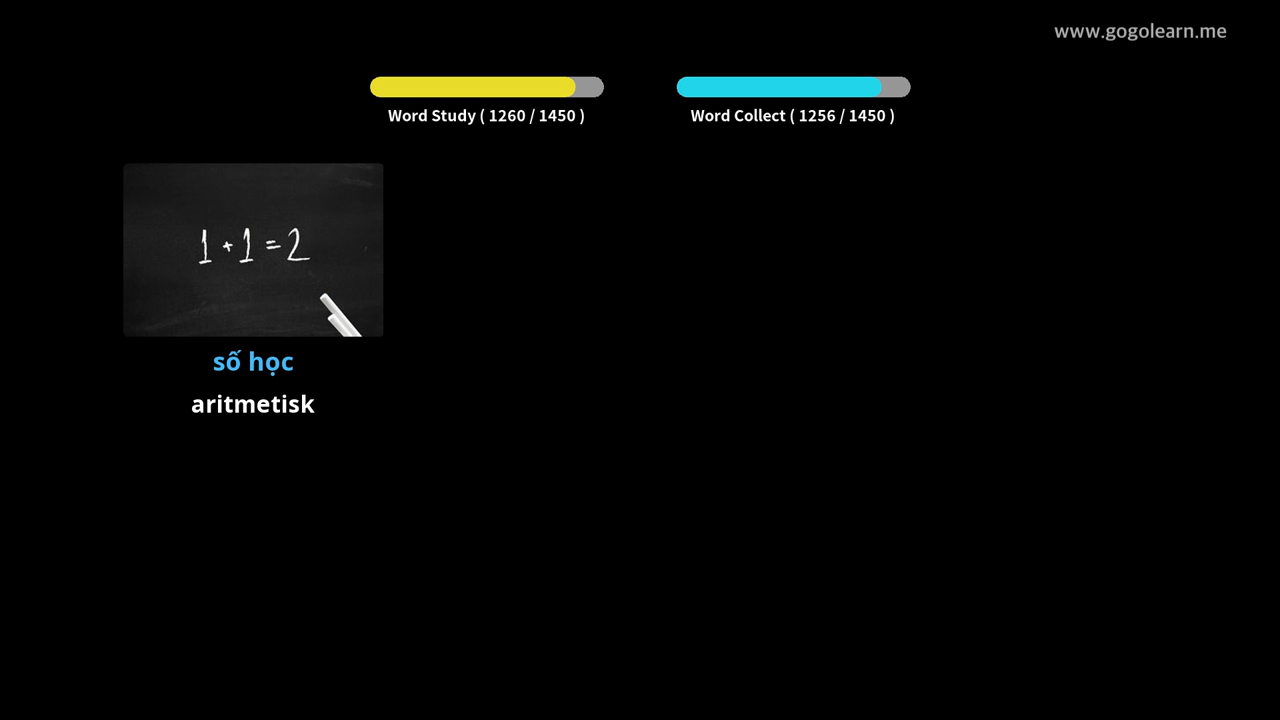 www.gogolearn.me
Word Study ( 1260 / 1450 )
Word Collect ( 1256 / 1450 )
1 + 1 = 2
số học
aritmetisk